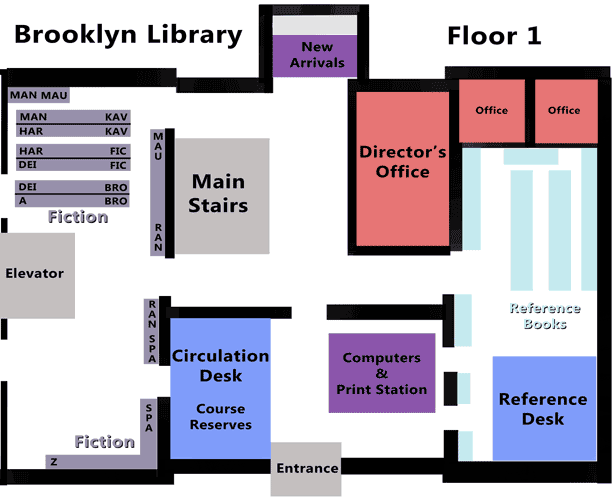 Brooklyn Library
Floor 1
New
Arrivals
MAN MAU
MAN KAV
HAR KAV
HAR FIC
DEI FIC
DEI BRO
A BRO
Fiction
MAU
RAN
Main
Stairs
Director's
Office
Office
Office
Elevator
Reference
Books
RAN
SPA
Circulation
Desk
Course
Reserves
Computers
&
Print Station
Reference
Desk
SPA
Fiction
Z
Entrance